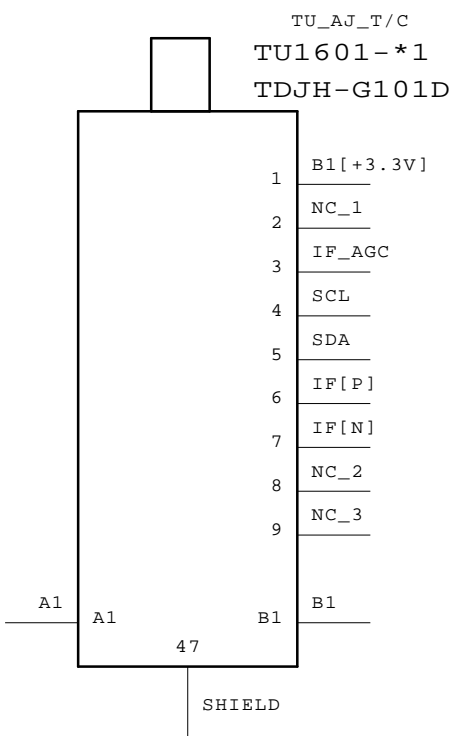 TU_AJ_T/C
TU1601-*1
TDJH-G101D
1 B1[+3.3V]
2 NC_1
3 IF_AGC
4 SCL
5 SDA
6 IF[P]
7 IF[N]
8 NC_2
9 NC_3
A1 A1 B1 B1
47
SHIELD